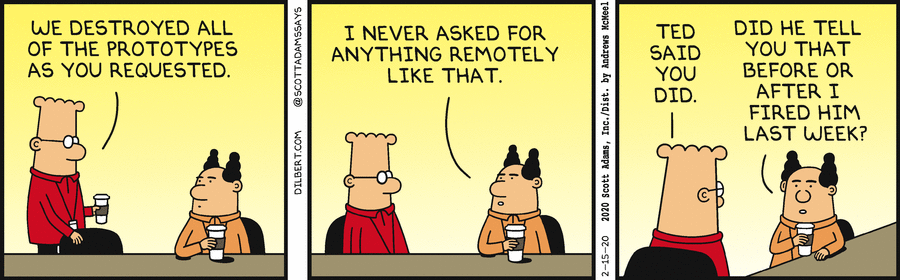 WE DESTROYED ALL
OF THE PROTOTYPES
AS YOU REQUESTED.
DILBERT.COM
@SCOTTADAMSSAYS
I NEVER ASKED FOR
ANYTHING REMOTELY
LIKE THAT.
2-15-20 2020 Scott Adams, Inc./Dist. by Andrews McMeel
TED
SAID
YOU
DID.
DID HE TELL
YOU THAT
BEFORE OR
AFTER I
FIRED HIM
LAST WEEK?